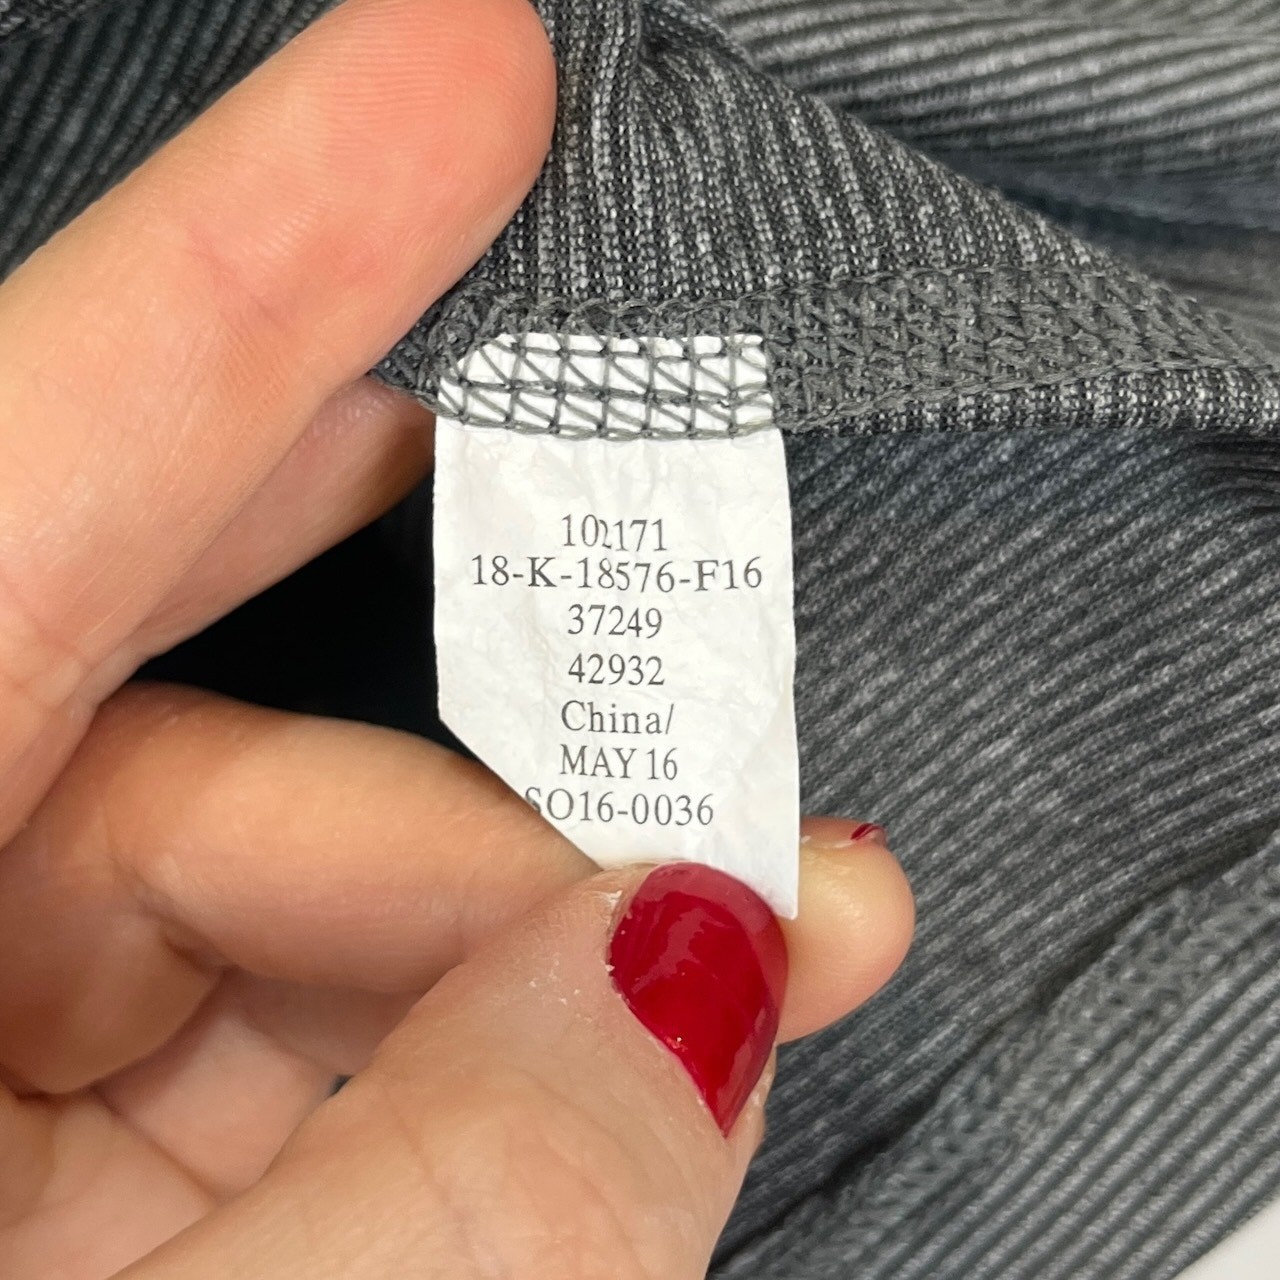 102171
18-K-18576-F16
37249
42932
China/
MAY 16
SO16-0036